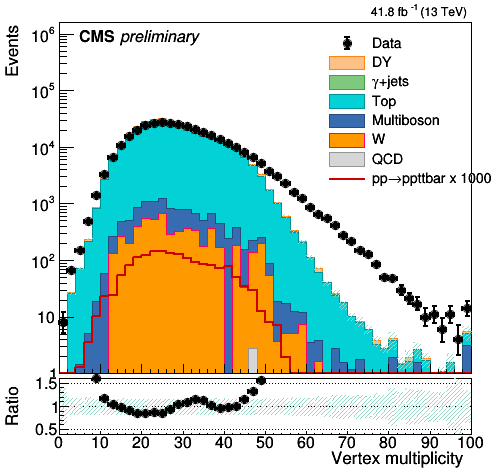 41.8 fb⁻¹ (13 TeV)
Events
CMS preliminary
Data
DY
γ+jets
Top
Multiboson
W
QCD
pp→ppttbar x 1000
10⁶
10⁵
10⁴
10³
10²
10
1
Ratio
1.5
1
0.5
0 10 20 30 40 50 60 70 80 90 100
Vertex multiplicity